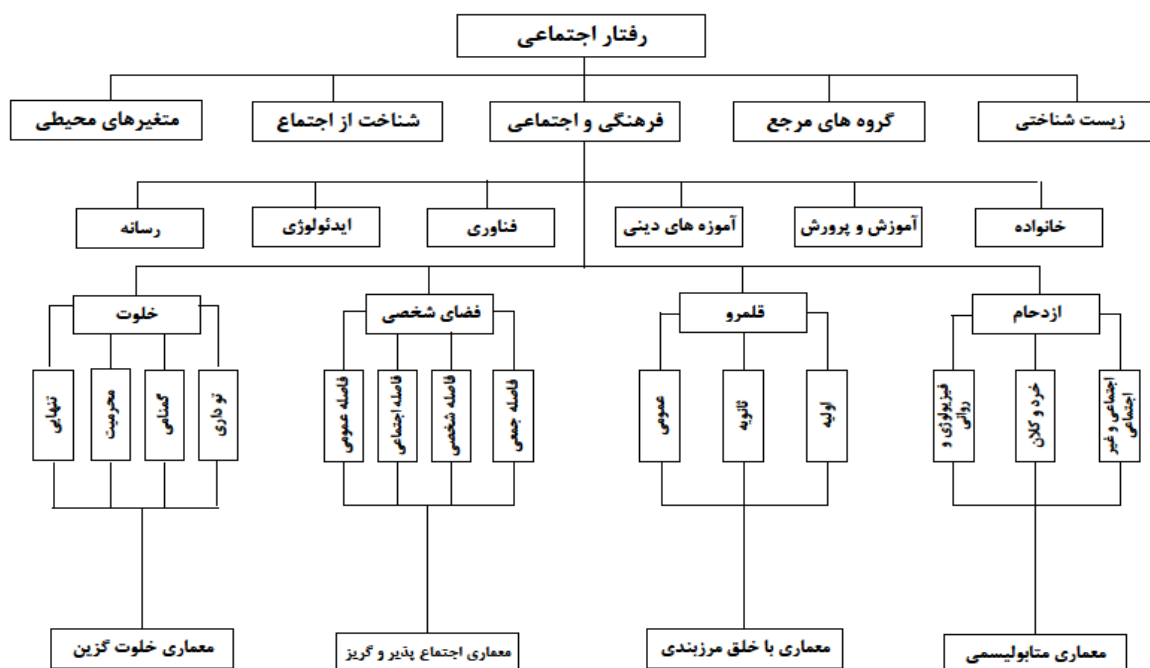 رفتار اجتماعی
زیست شناختی
گروه های مرجع
فرهنگی و اجتماعی
شناخت از اجتماع
متغیرهای محیطی
خانواده
آموزش و پرورش
آموزه های دینی
فناوری
ایدئولوژی
رسانه
ازدحام
قلمرو
فضای شخصی
خلوت
اجتماعی و غیر
اجتماعی
خرد و کلان
فیزیولوژی و
روانی
اولیه
ثانویه
عمومی
فاصله جمعی
فاصله شخصی
فاصله اجتماعی
فاصله عمومی
تو داری
گمنامی
محرمیت
تنهایی
معماری متابولیسمی
معماری با خلق مرزبندی
معماری اجتماع پذیر و گریز
معماری خلوت گزین